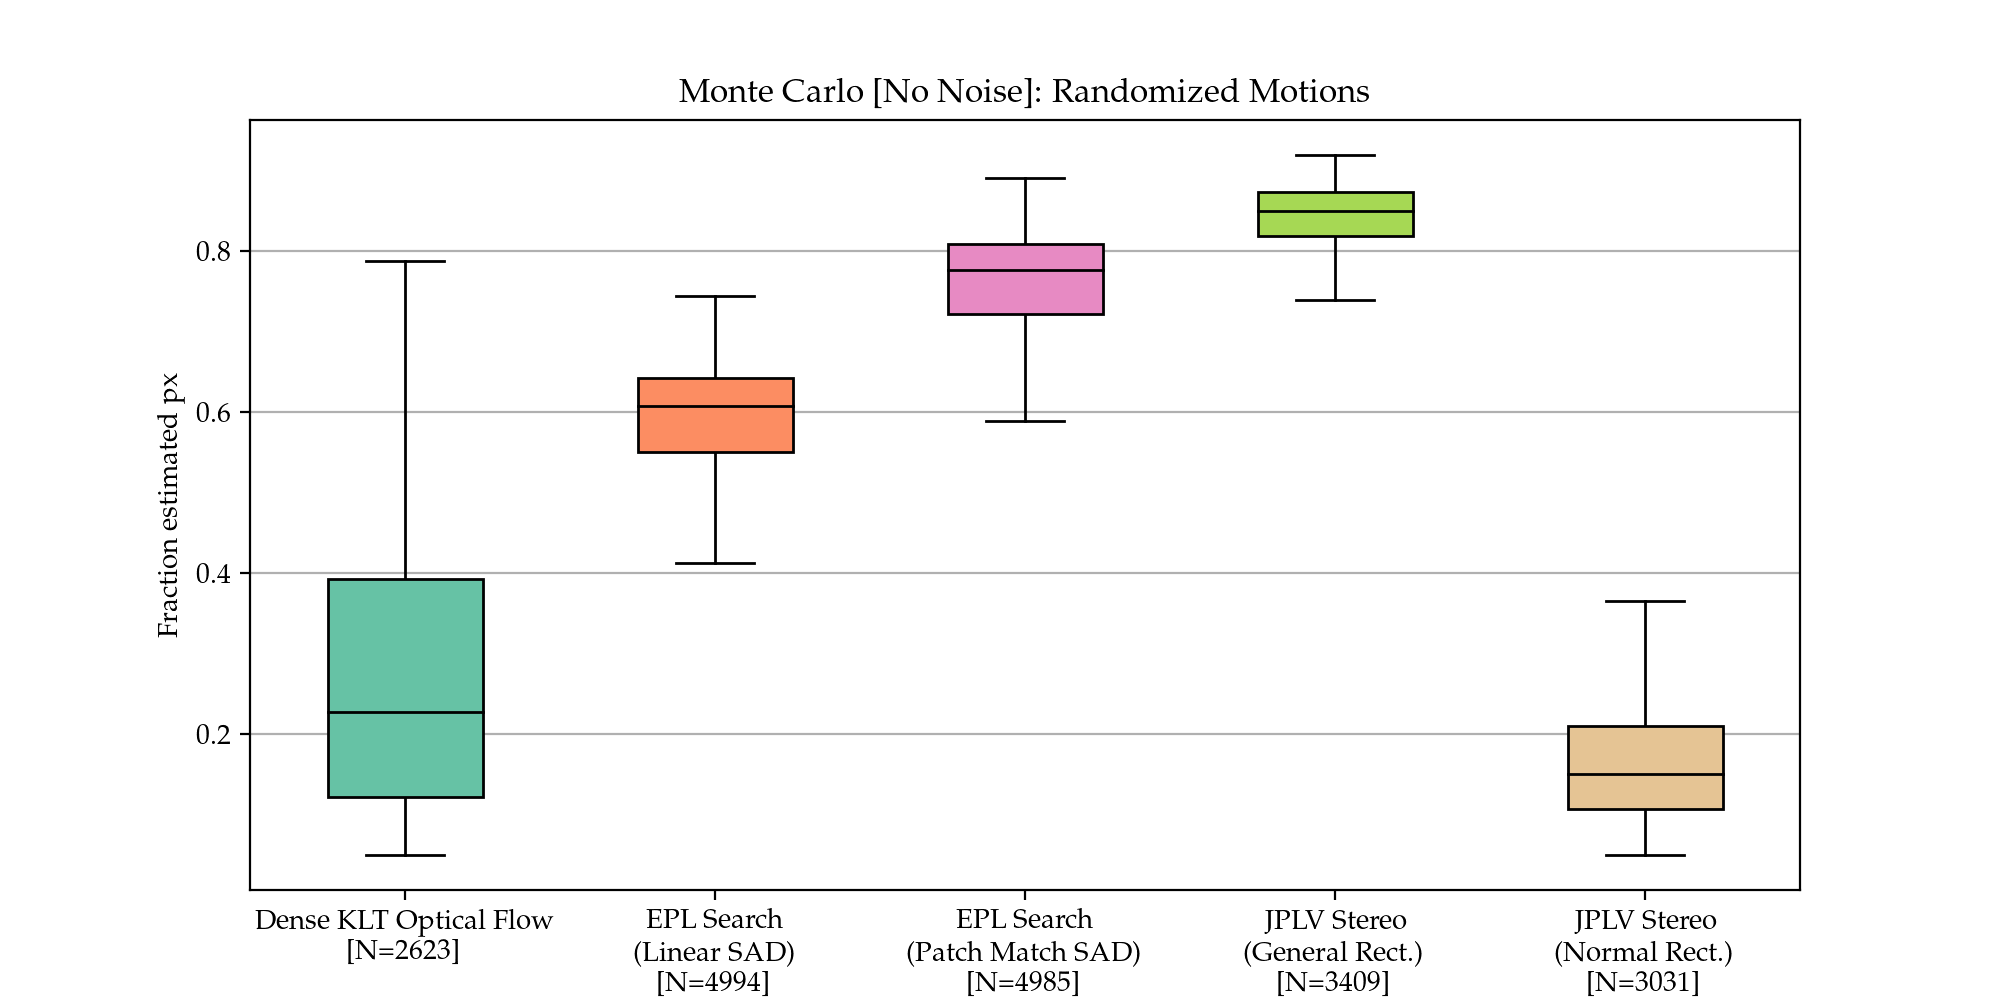 Monte Carlo [No Noise]: Randomized Motions
Fraction estimated px
0.8
0.6
0.4
0.2
Dense KLT Optical Flow
[N=2623]
EPL Search
(Linear SAD)
[N=4994]
EPL Search
(Patch Match SAD)
[N=4985]
JPLV Stereo
(General Rect.)
[N=3409]
JPLV Stereo
(Normal Rect.)
[N=3031]